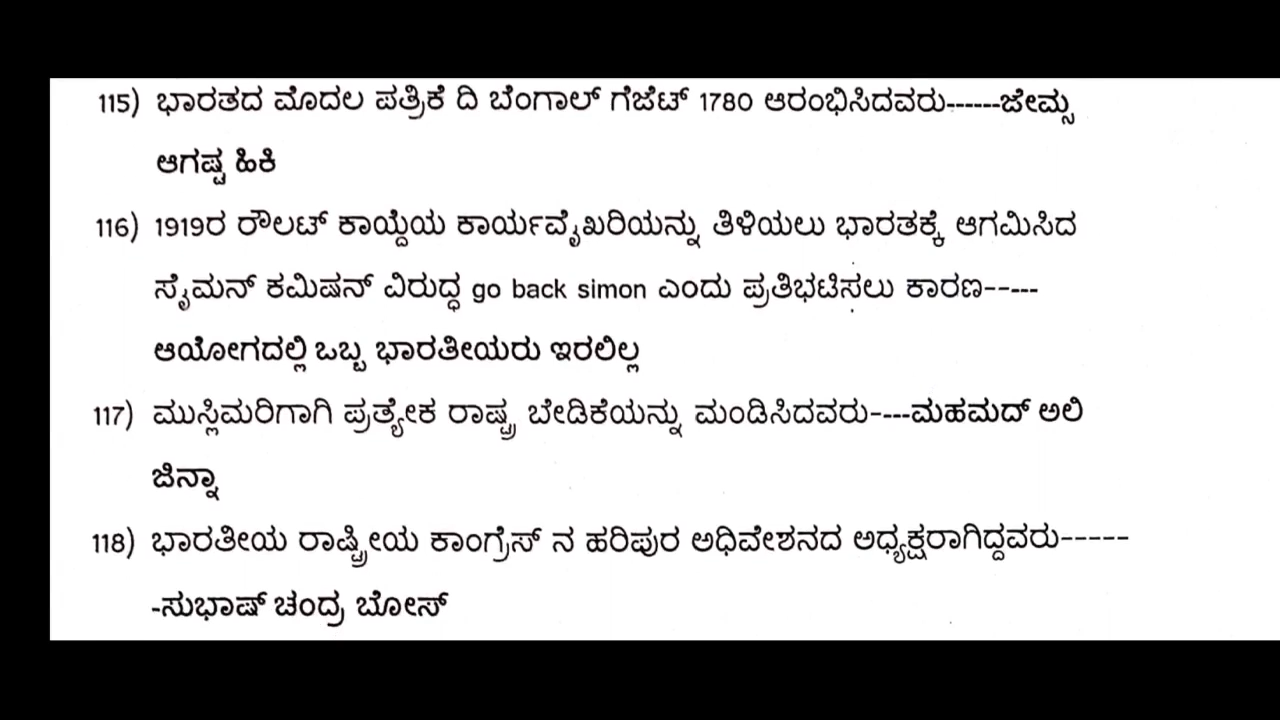 115) ಭಾರತದ ಮೊದಲ ಪತ್ರಿಕೆ ದಿ ಬೆಂಗಾಲ್ ಗೆಜೆಟ್ 1780 ಆರಂಭಿಸಿದವರು------ಜೇಮ್ಸ
ಆಗಷ್ಟ ಹಿಕಿ
116) 1919ರ ರೌಲಟ್ ಕಾಯ್ದೆಯ ಕಾರ್ಯವೈಖರಿಯನ್ನು ತಿಳಿಯಲು ಭಾರತಕ್ಕೆ ಆಗಮಿಸಿದ
ಸೈಮನ್ ಕಮಿಷನ್ ವಿರುದ್ಧ go back simon ಎಂದು ಪ್ರತಿಭಟಿಸಲು ಕಾರಣ-----
ಆಯೋಗದಲ್ಲಿ ಒಬ್ಬ ಭಾರತೀಯರು ಇರಲಿಲ್ಲ
117) ಮುಸ್ಲಿಮರಿಗಾಗಿ ಪ್ರತ್ಯೇಕ ರಾಷ್ಟ್ರ ಬೇಡಿಕೆಯನ್ನು ಮಂಡಿಸಿದವರು----ಮಹಮದ್ ಅಲಿ
ಜಿನ್ನಾ
118) ಭಾರತೀಯ ರಾಷ್ಟ್ರೀಯ ಕಾಂಗ್ರೆಸ್ ನ ಹರಿಪುರ ಅಧಿವೇಶನದ ಅಧ್ಯಕ್ಷರಾಗಿದ್ದವರು-----
-ಸುಭಾಷ್ ಚಂದ್ರ ಬೋಸ್